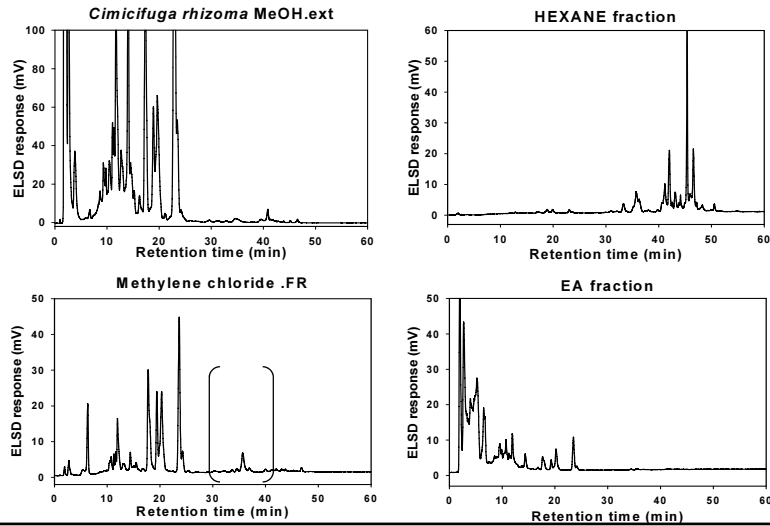 Cimicifuga rhizoma MeOH.ext
ELSD response (mV)
100
80
60
40
20
0
0 10 20 30 40 50 60
Retention time (min)
HEXANE fraction
ELSD response (mV)
60
50
40
30
20
10
0
0 10 20 30 40 50 60
Retention time (min)
Methylene chloride .FR
ELSD response (mV)
50
40
30
20
10
0
0 10 20 30 40 50 60
Retention time (min)
EA fraction
ELSD response (mV)
50
40
30
20
10
0
0 10 20 30 40 50 60
Retention time (min)